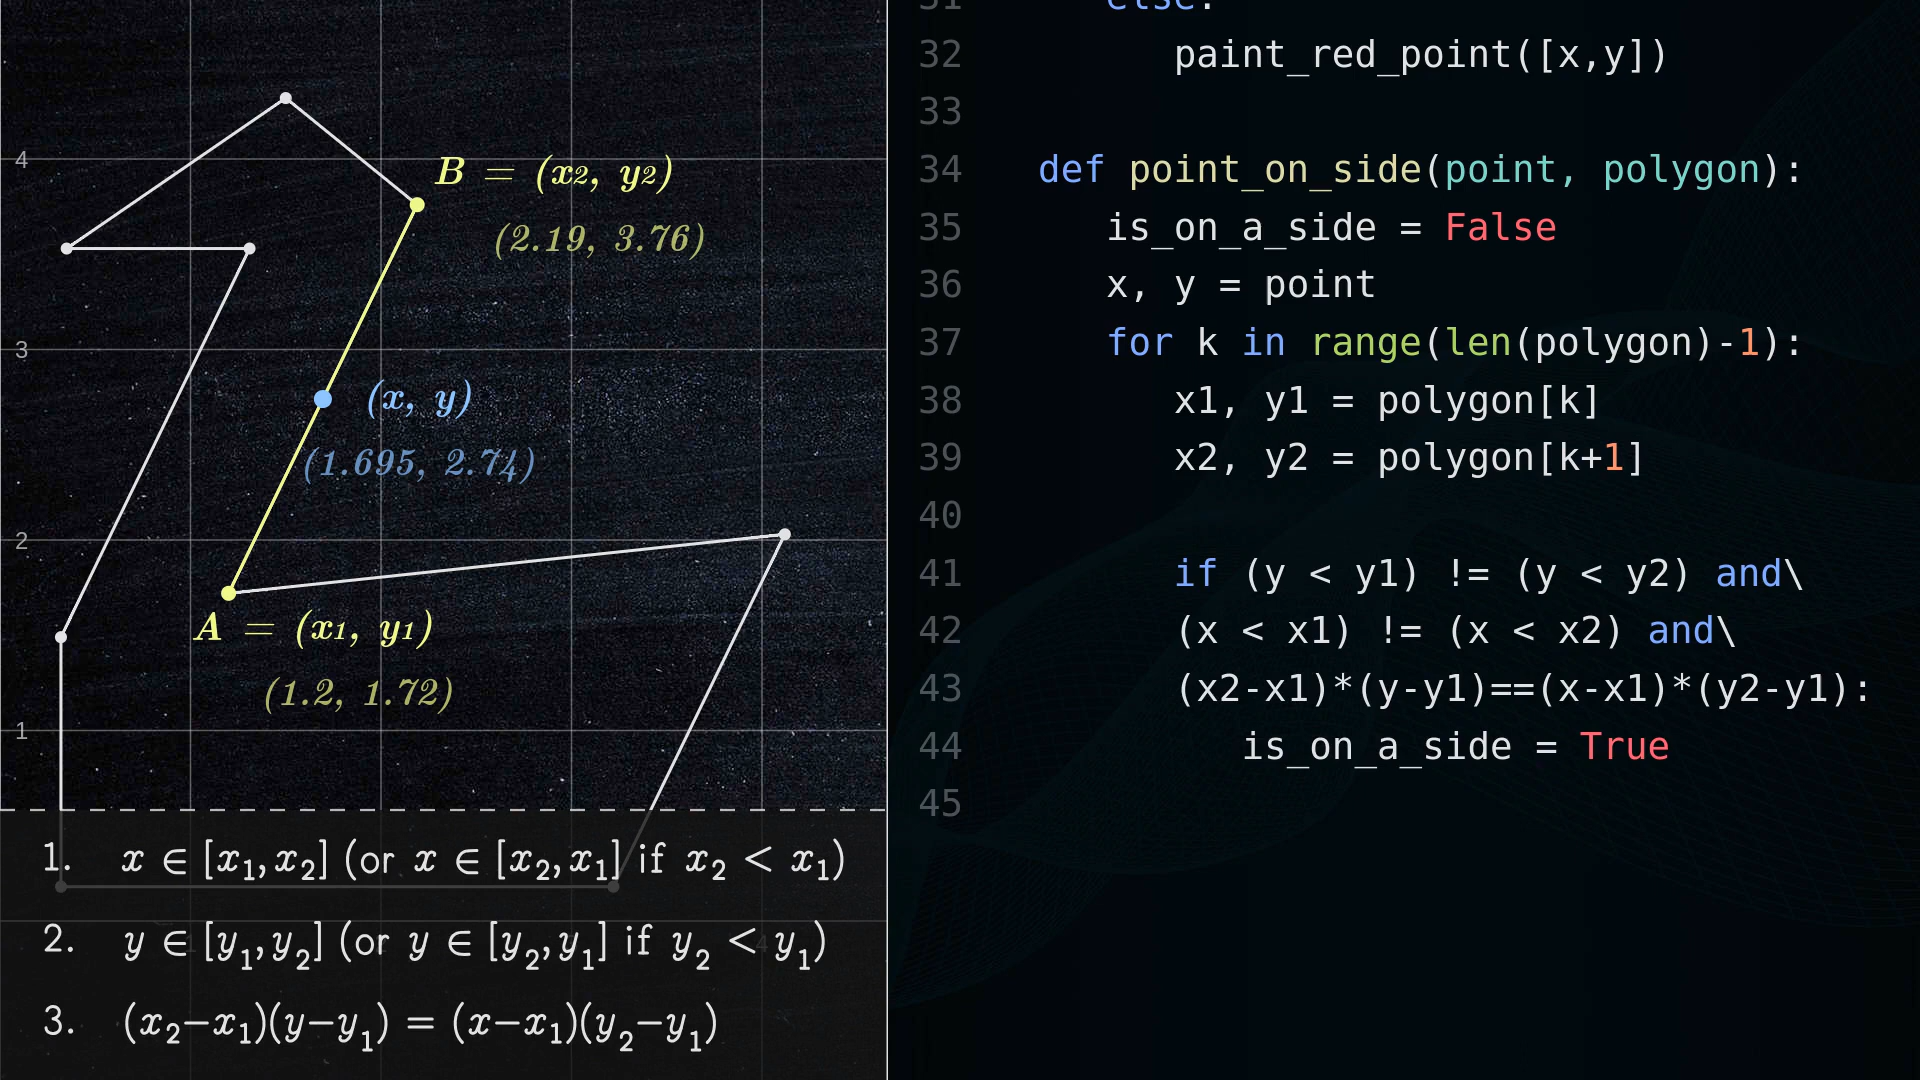 4
3
2
1
B = (x2, y2)
(2.19, 3.76)
(x, y)
(1.695, 2.74)
A = (x1, y1)
(1.2, 1.72)
1. x ∈ [x₁, x₂] (or x ∈ [x₂, x₁] if x₂ < x₁)
2. y ∈ [y₁, y₂] (or y ∈ [y₂, y₁] if y₂ < y₁)
3. (x₂−x₁)(y−y₁) = (x−x₁)(y₂−y₁)
31 else:
32 paint_red_point([x,y])
33
34 def point_on_side(point, polygon):
35 is_on_a_side = False
36 x, y = point
37 for k in range(len(polygon)-1):
38 x1, y1 = polygon[k]
39 x2, y2 = polygon[k+1]
40
41 if (y < y1) != (y < y2) and\
42 (x < x1) != (x < x2) and\
43 (x2-x1)*(y-y1)==(x-x1)*(y2-y1):
44 is_on_a_side = True
45